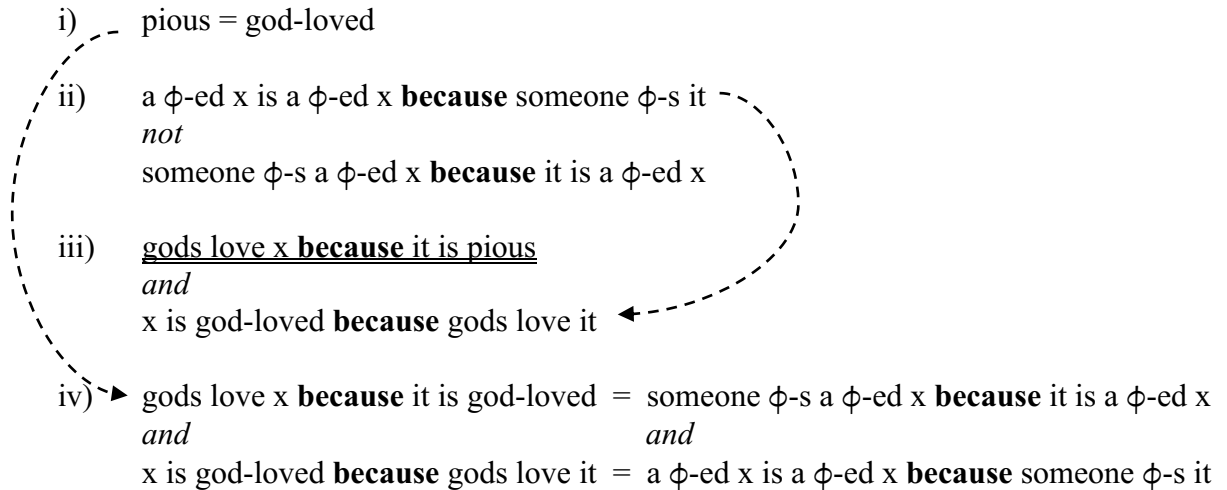 i) pious = god-loved
ii) a ϕ-ed x is a ϕ-ed x because someone ϕ-s it
not
someone ϕ-s a ϕ-ed x because it is a ϕ-ed x
iii) gods love x because it is pious
and
x is god-loved because gods love it
iv) gods love x because it is god-loved = someone ϕ-s a ϕ-ed x because it is a ϕ-ed x
and and
x is god-loved because gods love it = a ϕ-ed x is a ϕ-ed x because someone ϕ-s it